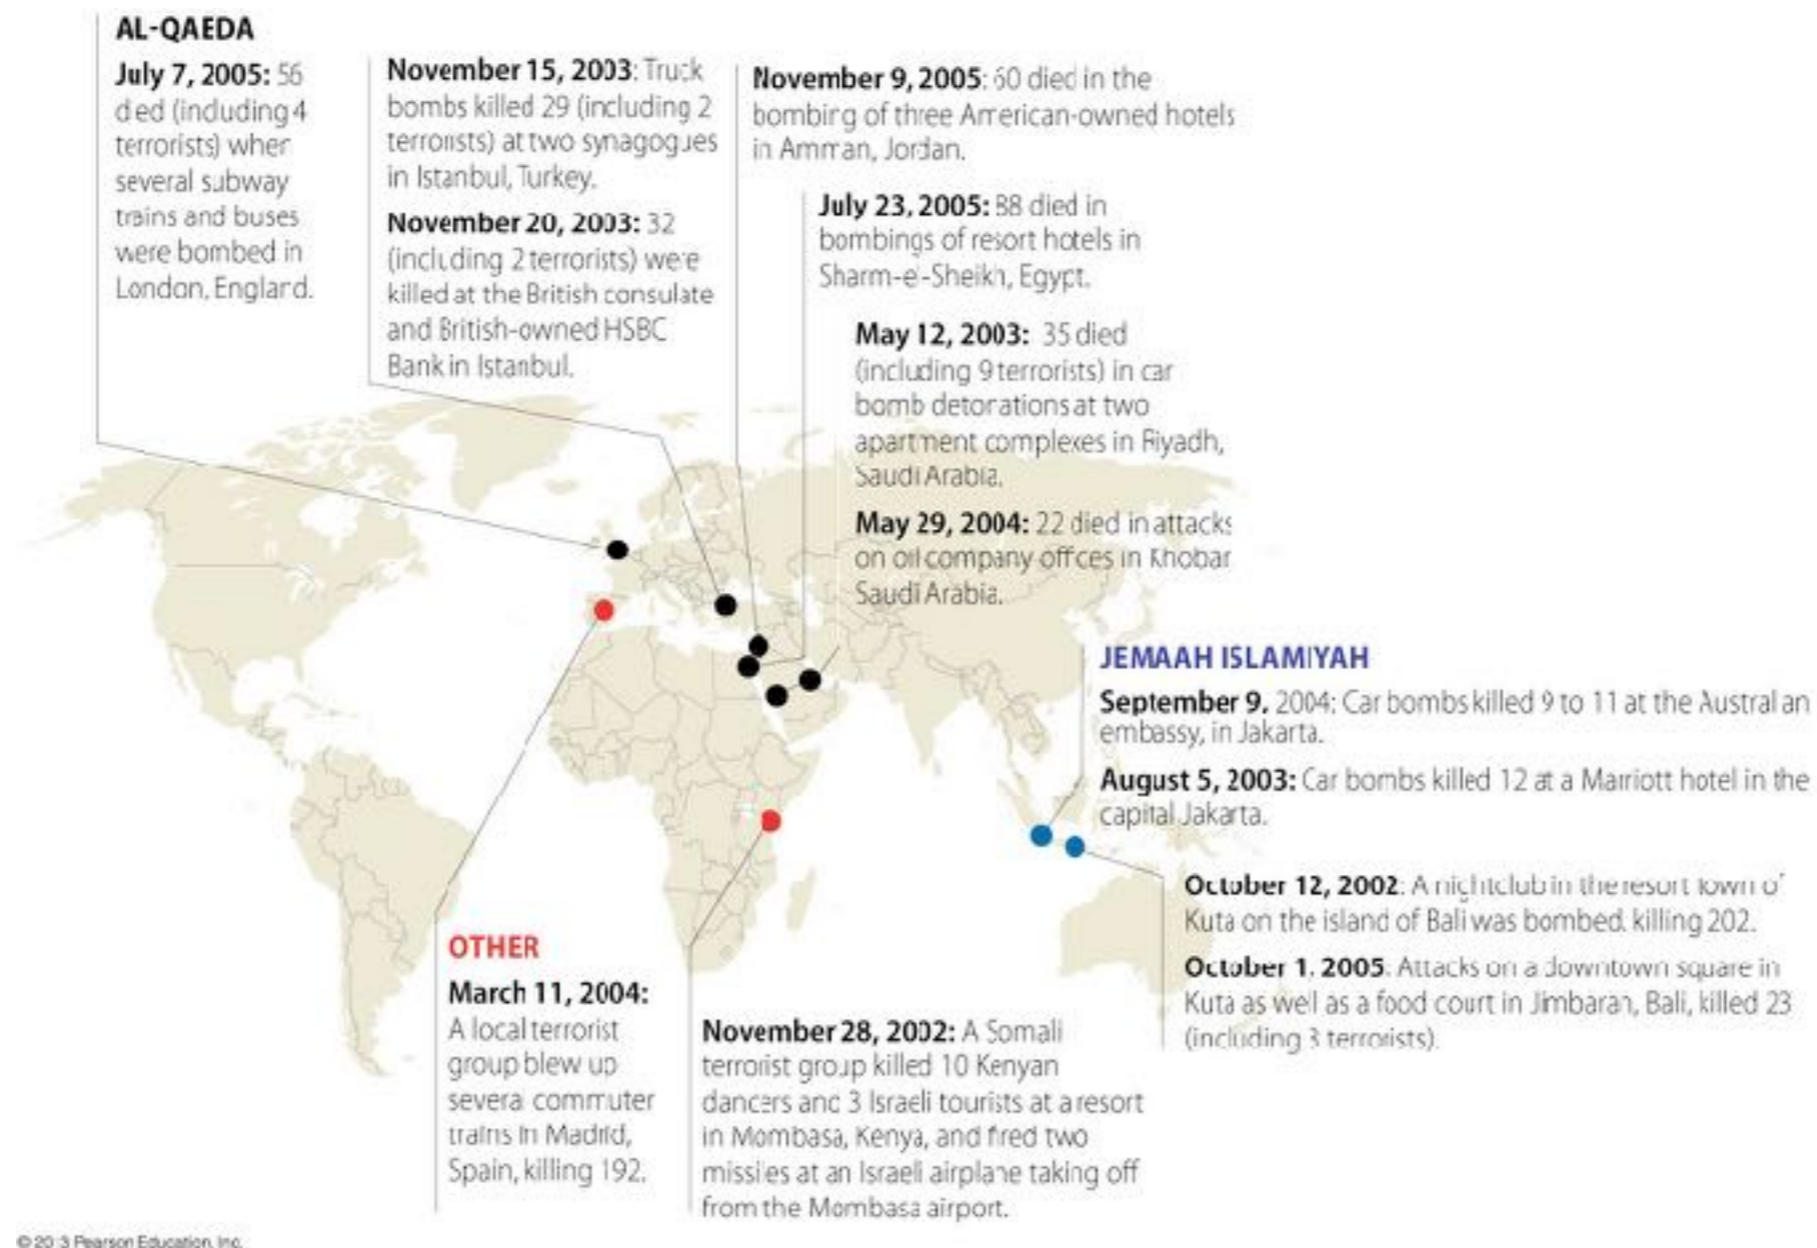 AL-QAEDA
July 7, 2005: 56
died (including 4
terrorists) when
several subway
trains and buses
were bombed in
London, England.
November 15, 2003: Truck
bombs killed 29 (including 2
terrorists) at two synagogues
in Istanbul, Turkey.
November 20, 2003: 32
(including 2 terrorists) were
killed at the British consulate
and British-owned HSBC
Bank in Istanbul.
November 9, 2005: 60 died in the
bombing of three American-owned hotels
in Amman, Jordan.
July 23, 2005: 88 died in
bombings of resort hotels in
Sharm-el-Sheikh, Egypt.
May 12, 2003: 35 died
(including 9 terrorists) in car
bomb detonations at two
apartment complexes in Riyadh,
Saudi Arabia.
May 29, 2004: 22 died in attacks
on oil company offices in Khobar
Saudi Arabia.
JEMAAH ISLAMIYAH
September 9, 2004: Car bombs killed 9 to 11 at the Australian
embassy, in Jakarta.
August 5, 2003: Car bombs killed 12 at a Marriott hotel in the
capital Jakarta.
October 12, 2002: A nightclub in the resort town of
Kuta on the island of Bali was bombed, killing 202.
October 1, 2005: Attacks on a downtown square in
Kuta as well as a food court in Jimbaran, Bali, killed 23
(including 3 terrorists).
OTHER
March 11, 2004:
A local terrorist
group blew up
several commuter
trains in Madrid,
Spain, killing 192.
November 28, 2002: A Somali
terrorist group killed 10 Kenyan
dancers and 3 Israeli tourists at a resort
in Mombasa, Kenya, and fired two
missiles at an Israeli airplane taking off
from the Mombasa airport.
© 2013 Pearson Education, Inc.